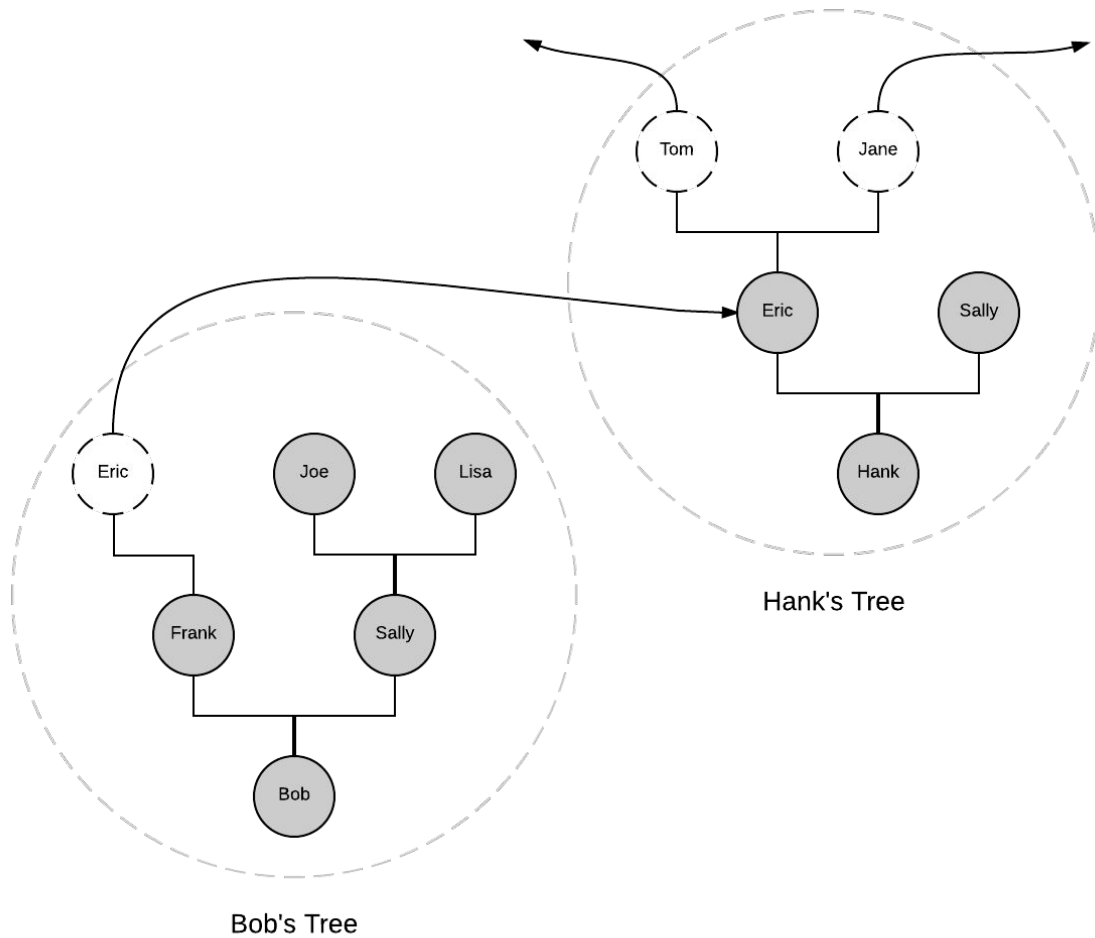 Tom
Jane
Eric
Sally
Hank
Hank's Tree
Eric
Joe
Lisa
Frank
Sally
Bob
Bob's Tree